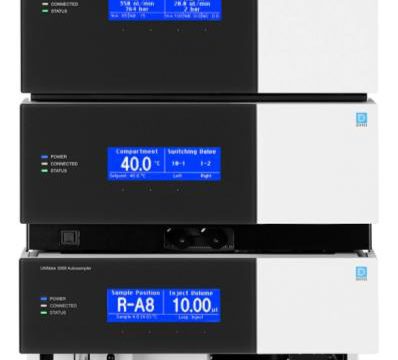 CONNECTED
STATUS
350 nL/min
764 bar
20.0 µL/min
2 bar
POWER
CONNECTED
STATUS
Compartment
40.0 °C
Setpoint: 40.0 °C
Switching Valve
10-1
1-2
Left
Right
UltiMate 3000 Autosampler
POWER
CONNECTED
STATUS
Sample Position
R-A8
Inject Volume
10.00 µl